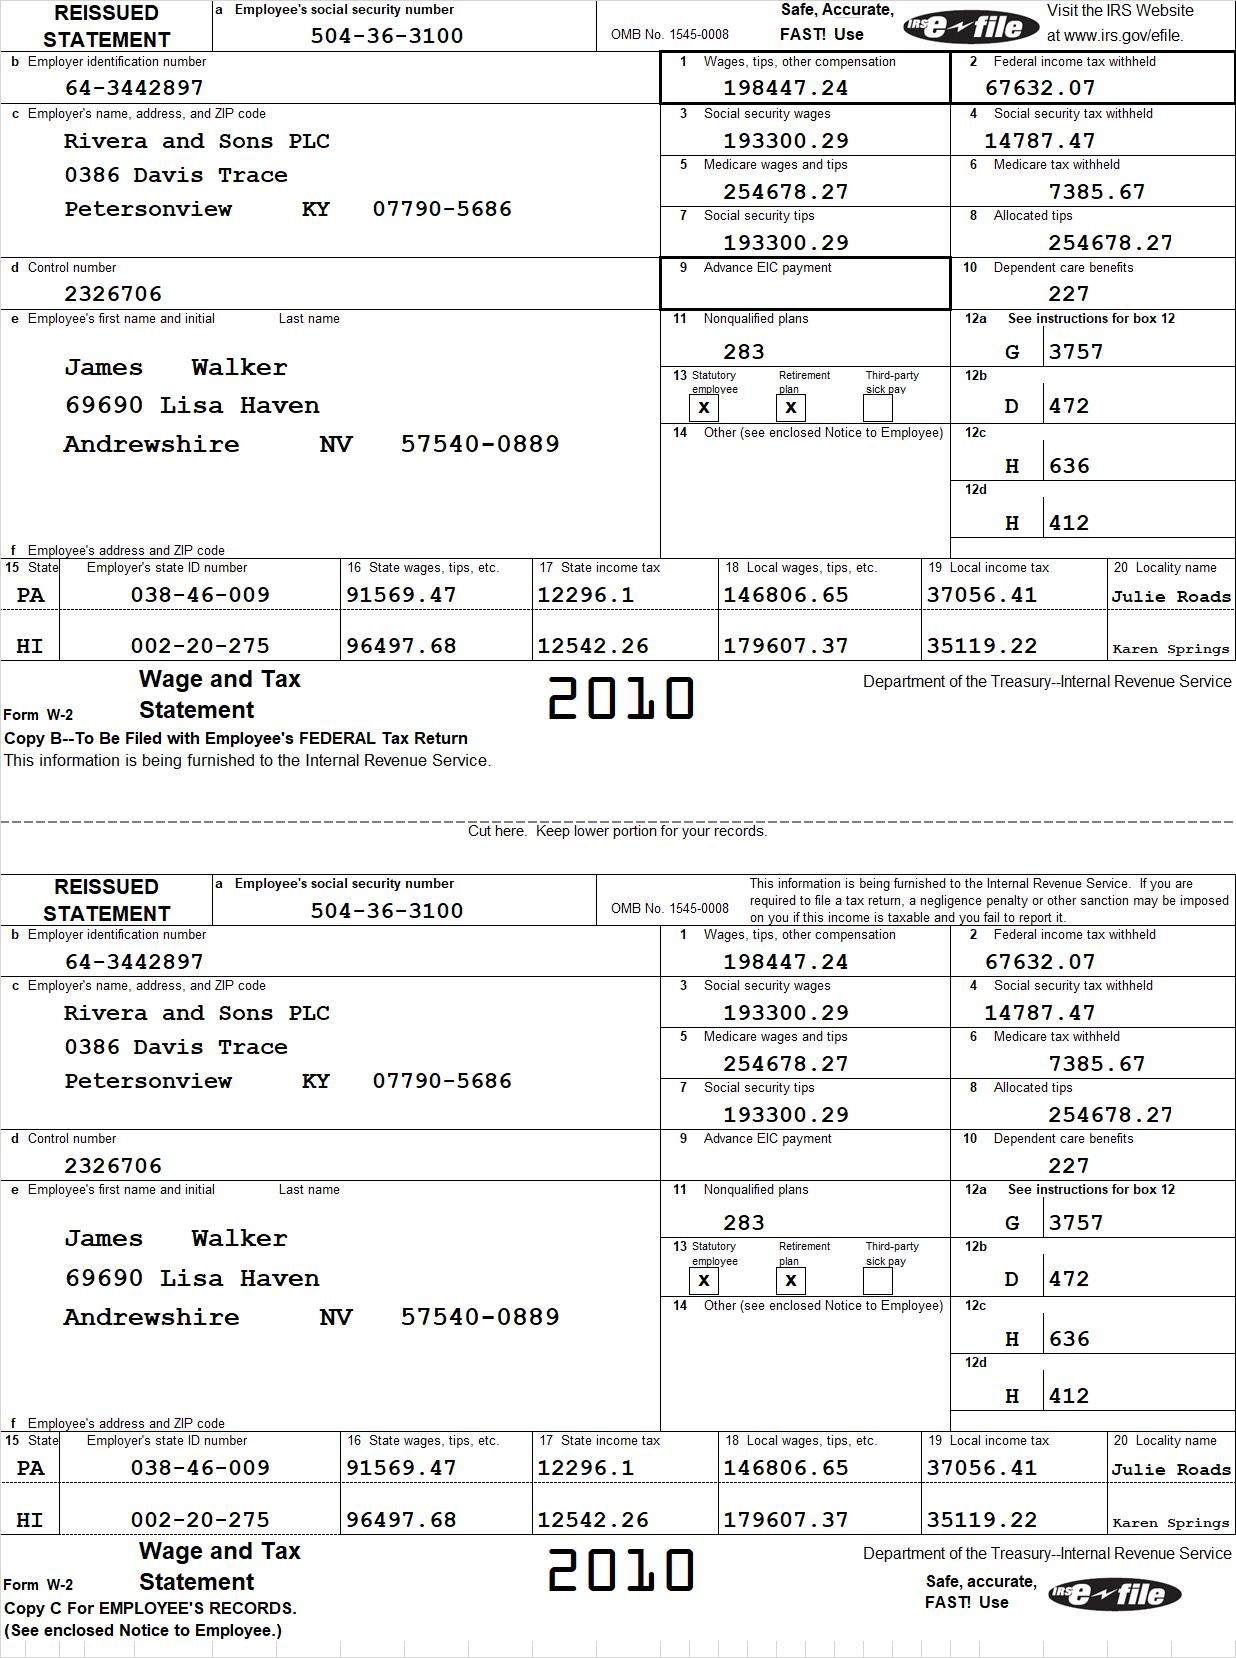 REISSUED STATEMENT
a Employee's social security number
504-36-3100
OMB No. 1545-0008
Safe, Accurate, FAST! Use
IRS e-file
Visit the IRS Website
at www.irs.gov/efile.
b Employer identification number
64-3442897
1 Wages, tips, other compensation
198447.24
2 Federal income tax withheld
67632.07
c Employer's name, address, and ZIP code
Rivera and Sons PLC
0386 Davis Trace
Petersonview KY 07790-5686
3 Social security wages
193300.29
4 Social security tax withheld
14787.47
5 Medicare wages and tips
254678.27
6 Medicare tax withheld
7385.67
7 Social security tips
193300.29
8 Allocated tips
254678.27
d Control number
2326706
9 Advance EIC payment
10 Dependent care benefits
227
e Employee's first name and initial Last name
James Walker
69690 Lisa Haven
Andrewshire NV 57540-0889
11 Nonqualified plans
283
12a See instructions for box 12
G 3757
13 Statutory employee
X
Retirement plan
X
Third-party sick pay
12b
D 472
14 Other (see enclosed Notice to Employee)
12c
H 636
12d
H 412
f Employee's address and ZIP code
15 State Employer's state ID number 16 State wages, tips, etc. 17 State income tax 18 Local wages, tips, etc. 19 Local income tax 20 Locality name
PA 038-46-009 91569.47 12296.1 146806.65 37056.41 Julie Roads
HI 002-20-275 96497.68 12542.26 179607.37 35119.22 Karen Springs
Form W-2 Wage and Tax Statement
2010
Department of the Treasury--Internal Revenue Service
Copy B--To Be Filed with Employee's FEDERAL Tax Return
This information is being furnished to the Internal Revenue Service.
Cut here. Keep lower portion for your records.
REISSUED STATEMENT
a Employee's social security number
504-36-3100
OMB No. 1545-0008
This information is being furnished to the Internal Revenue Service. If you are
required to file a tax return, a negligence penalty or other sanction may be imposed
on you if this income is taxable and you fail to report it.
b Employer identification number
64-3442897
1 Wages, tips, other compensation
198447.24
2 Federal income tax withheld
67632.07
c Employer's name, address, and ZIP code
Rivera and Sons PLC
0386 Davis Trace
Petersonview KY 07790-5686
3 Social security wages
193300.29
4 Social security tax withheld
14787.47
5 Medicare wages and tips
254678.27
6 Medicare tax withheld
7385.67
7 Social security tips
193300.29
8 Allocated tips
254678.27
d Control number
2326706
9 Advance EIC payment
10 Dependent care benefits
227
e Employee's first name and initial Last name
James Walker
69690 Lisa Haven
Andrewshire NV 57540-0889
11 Nonqualified plans
283
12a See instructions for box 12
G 3757
13 Statutory employee
X
Retirement plan
X
Third-party sick pay
12b
D 472
14 Other (see enclosed Notice to Employee)
12c
H 636
12d
H 412
f Employee's address and ZIP code
15 State Employer's state ID number 16 State wages, tips, etc. 17 State income tax 18 Local wages, tips, etc. 19 Local income tax 20 Locality name
PA 038-46-009 91569.47 12296.1 146806.65 37056.41 Julie Roads
HI 002-20-275 96497.68 12542.26 179607.37 35119.22 Karen Springs
Form W-2 Wage and Tax Statement
2010
Department of the Treasury--Internal Revenue Service
Safe, accurate,
FAST! Use
IRS e-file
Copy C For EMPLOYEE'S RECORDS.
(See enclosed Notice to Employee.)